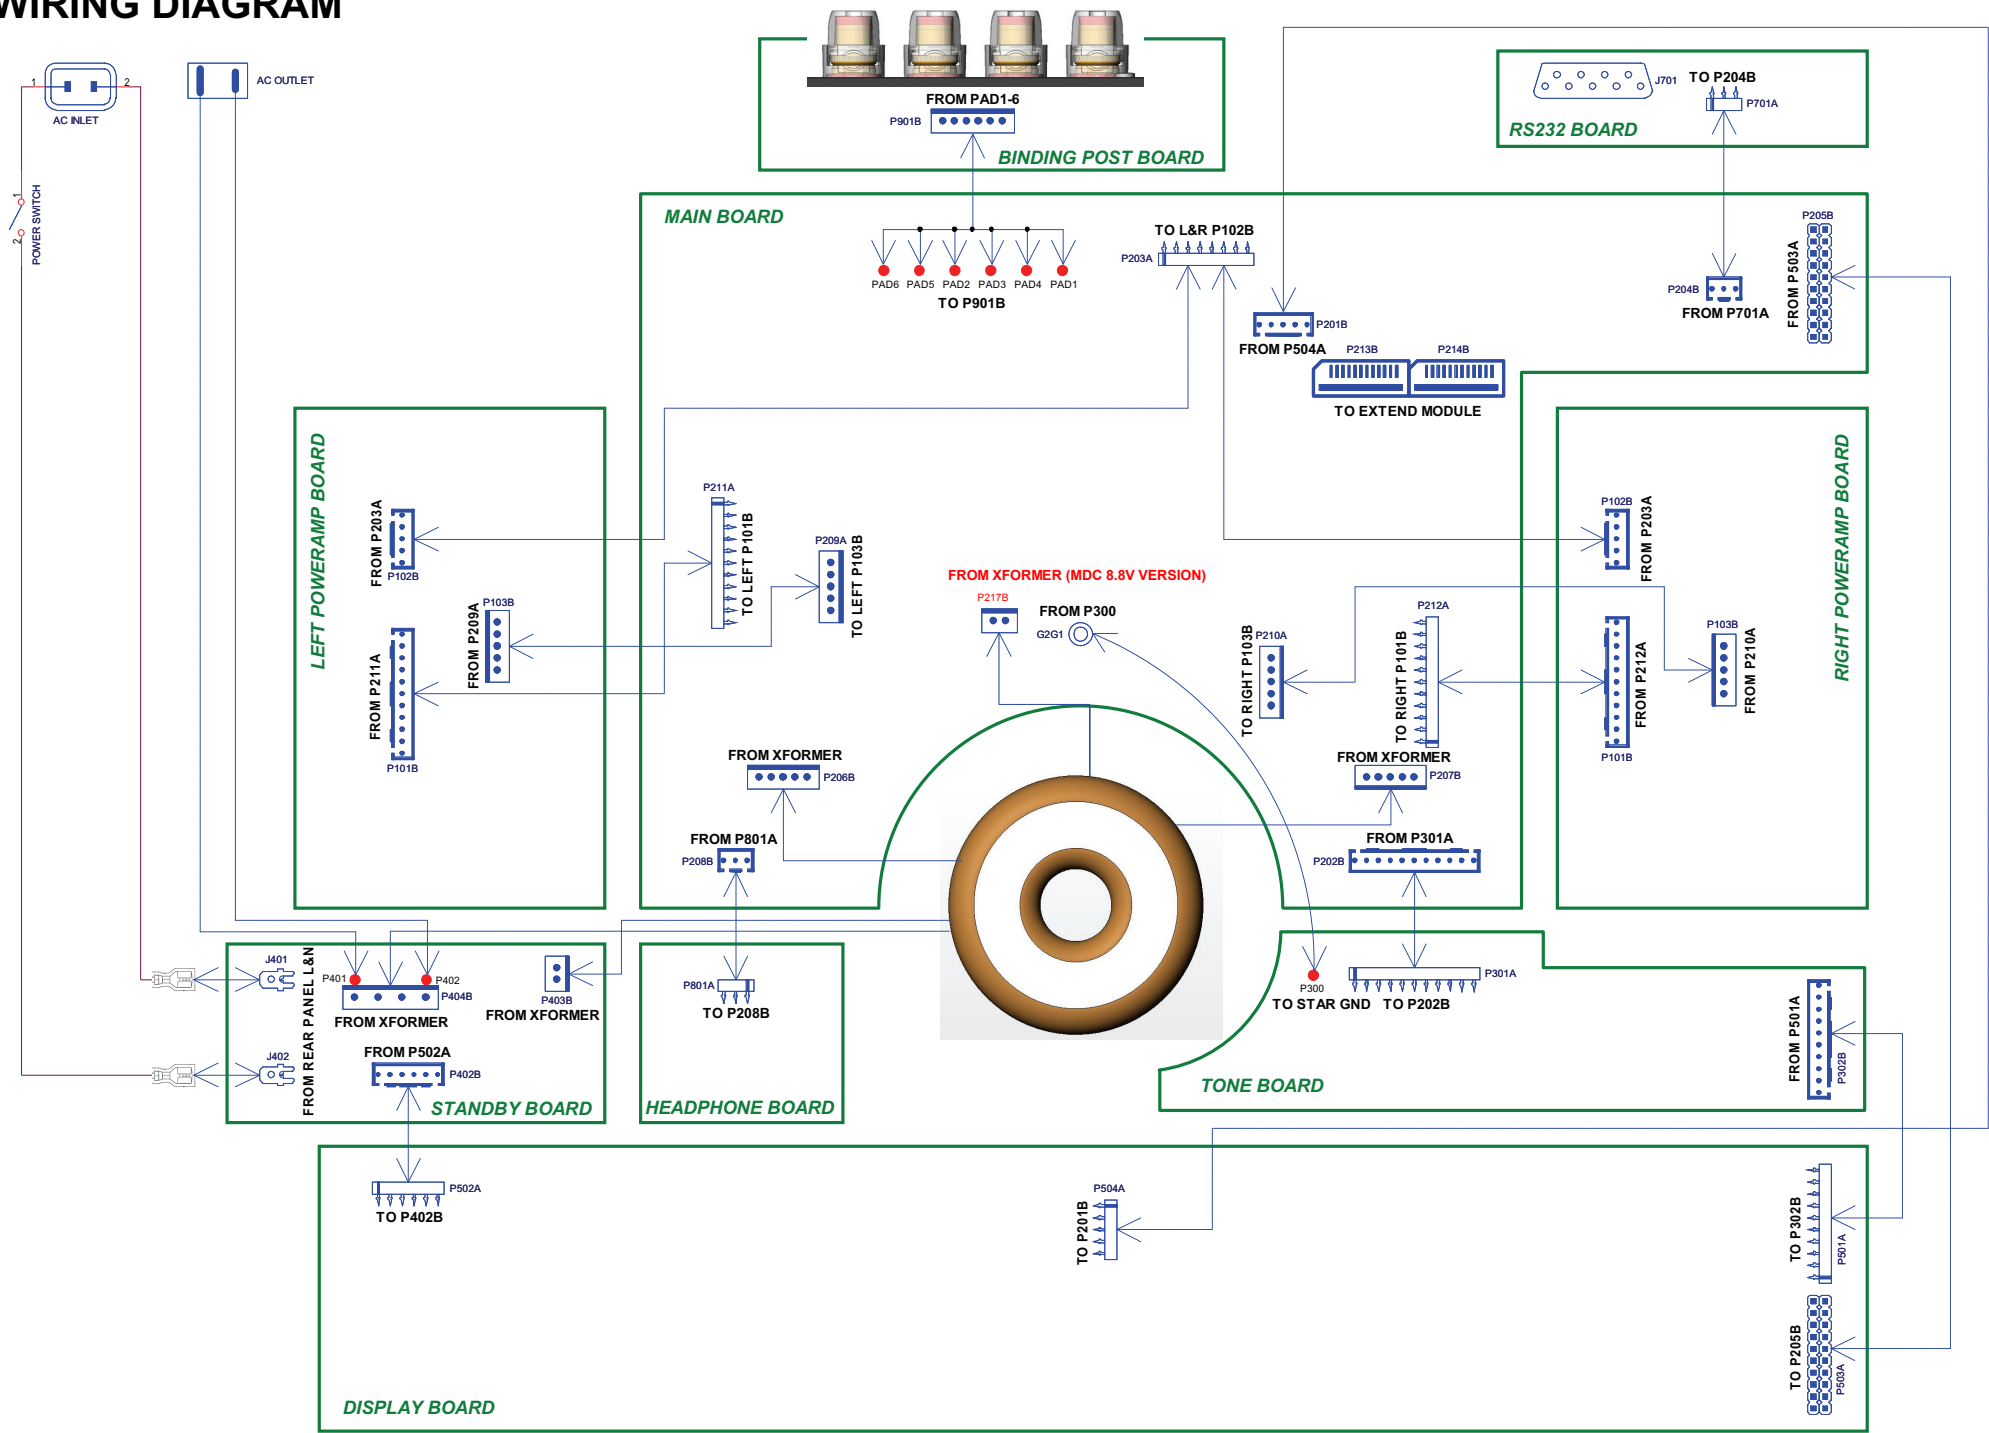 WIRING DIAGRAM
1
2
AC INLET
AC OUTLET
1
2
POWER SWITCH
FROM PAD1-6
P901B
BINDING POST BOARD
J701
TO P204B
P701A
RS232 BOARD
MAIN BOARD
PAD6
PAD5
PAD2
PAD3
PAD4
PAD1
TO P901B
TO L&R P102B
P203A
P201B
FROM P504A
P213B
P214B
TO EXTEND MODULE
P204B
FROM P701A
P205B
FROM P503A
LEFT POWERAMP BOARD
FROM P203A
P102B
FROM P209A
P103B
FROM P211A
P101B
P211A
TO LEFT P101B
P209A
TO LEFT P103B
FROM XFORMER (MDC 8.8V VERSION)
P217B
FROM P300
G2G1
P210A
TO RIGHT P103B
P212A
TO RIGHT P101B
FROM XFORMER
P206B
FROM XFORMER
P207B
FROM P801A
P208B
FROM P301A
P202B
RIGHT POWERAMP BOARD
P102B
FROM P203A
P103B
FROM P210A
FROM P212A
P101B
J401
J402
FROM REAR PANEL L&N
P401
P402
P404B
FROM XFORMER
P403B
FROM XFORMER
FROM P502A
P402B
STANDBY BOARD
P801A
TO P208B
HEADPHONE BOARD
P300
TO STAR GND
P301A
TO P202B
FROM P501A
P302B
TONE BOARD
P502A
TO P402B
P504A
TO P201B
TO P302B
P501A
TO P205B
P503A
DISPLAY BOARD